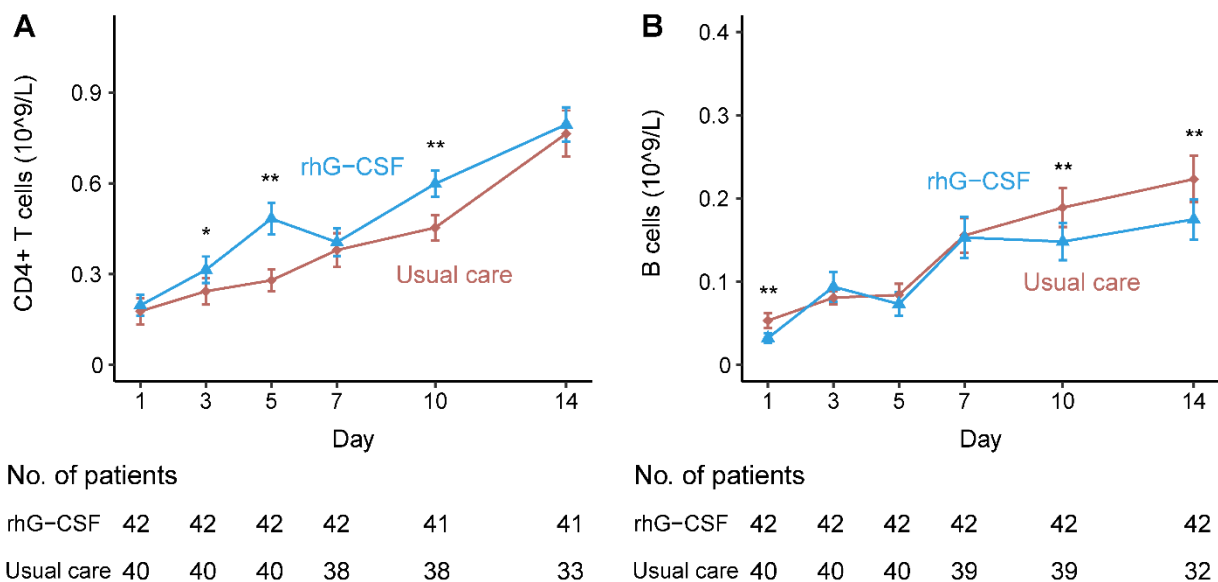 A
CD4+ T cells (10^9/L)
0.9
0.6
0.3
0
*
**
**
rhG−CSF
Usual care
1 3 5 7 10 14
Day
No. of patients
rhG−CSF 42 42 42 42 41 41
Usual care 40 40 40 38 38 33
B
B cells (10^9/L)
0.4
0.3
0.2
0.1
0
**
**
**
rhG−CSF
Usual care
1 3 5 7 10 14
Day
No. of patients
rhG−CSF 42 42 42 42 42 42
Usual care 40 40 40 39 39 32